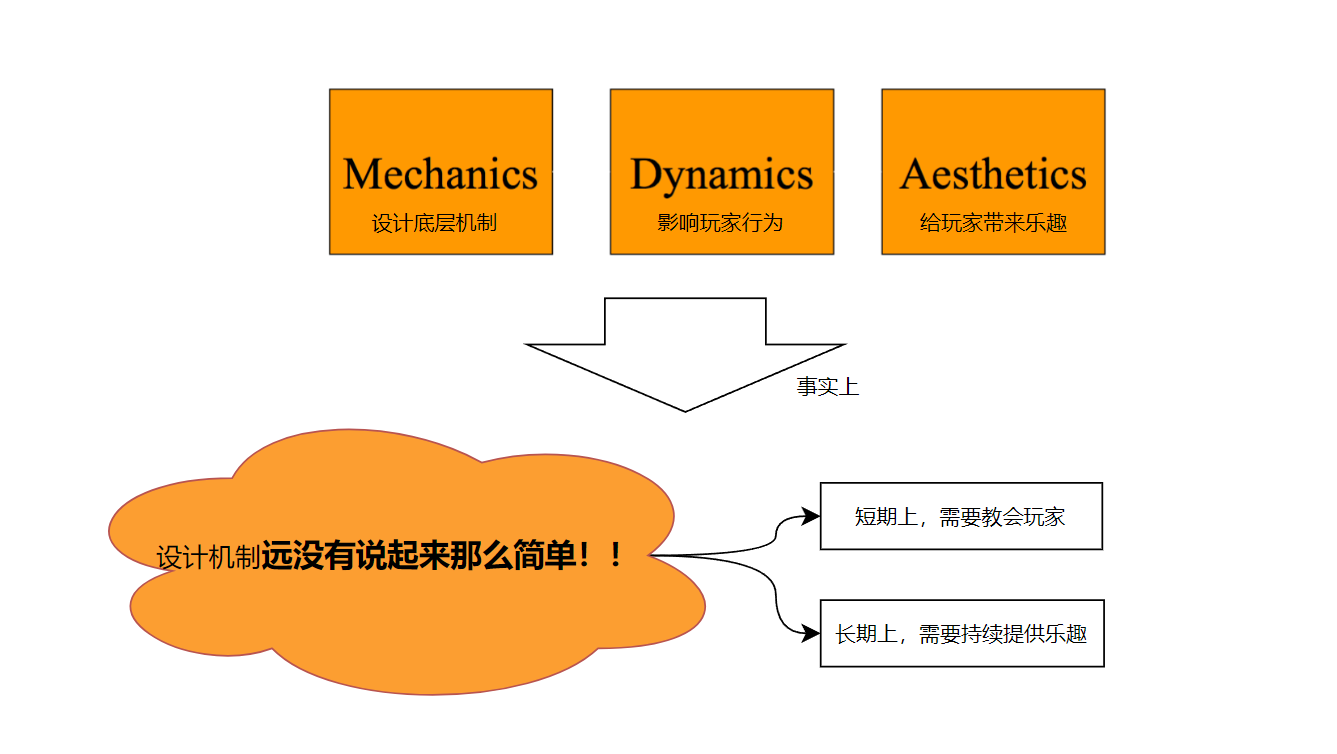 Mechanics
设计底层机制
Dynamics
影响玩家行为
Aesthetics
给玩家带来乐趣
事实上
设计机制远没有说起来那么简单！！
短期上，需要教会玩家
长期上，需要持续提供乐趣